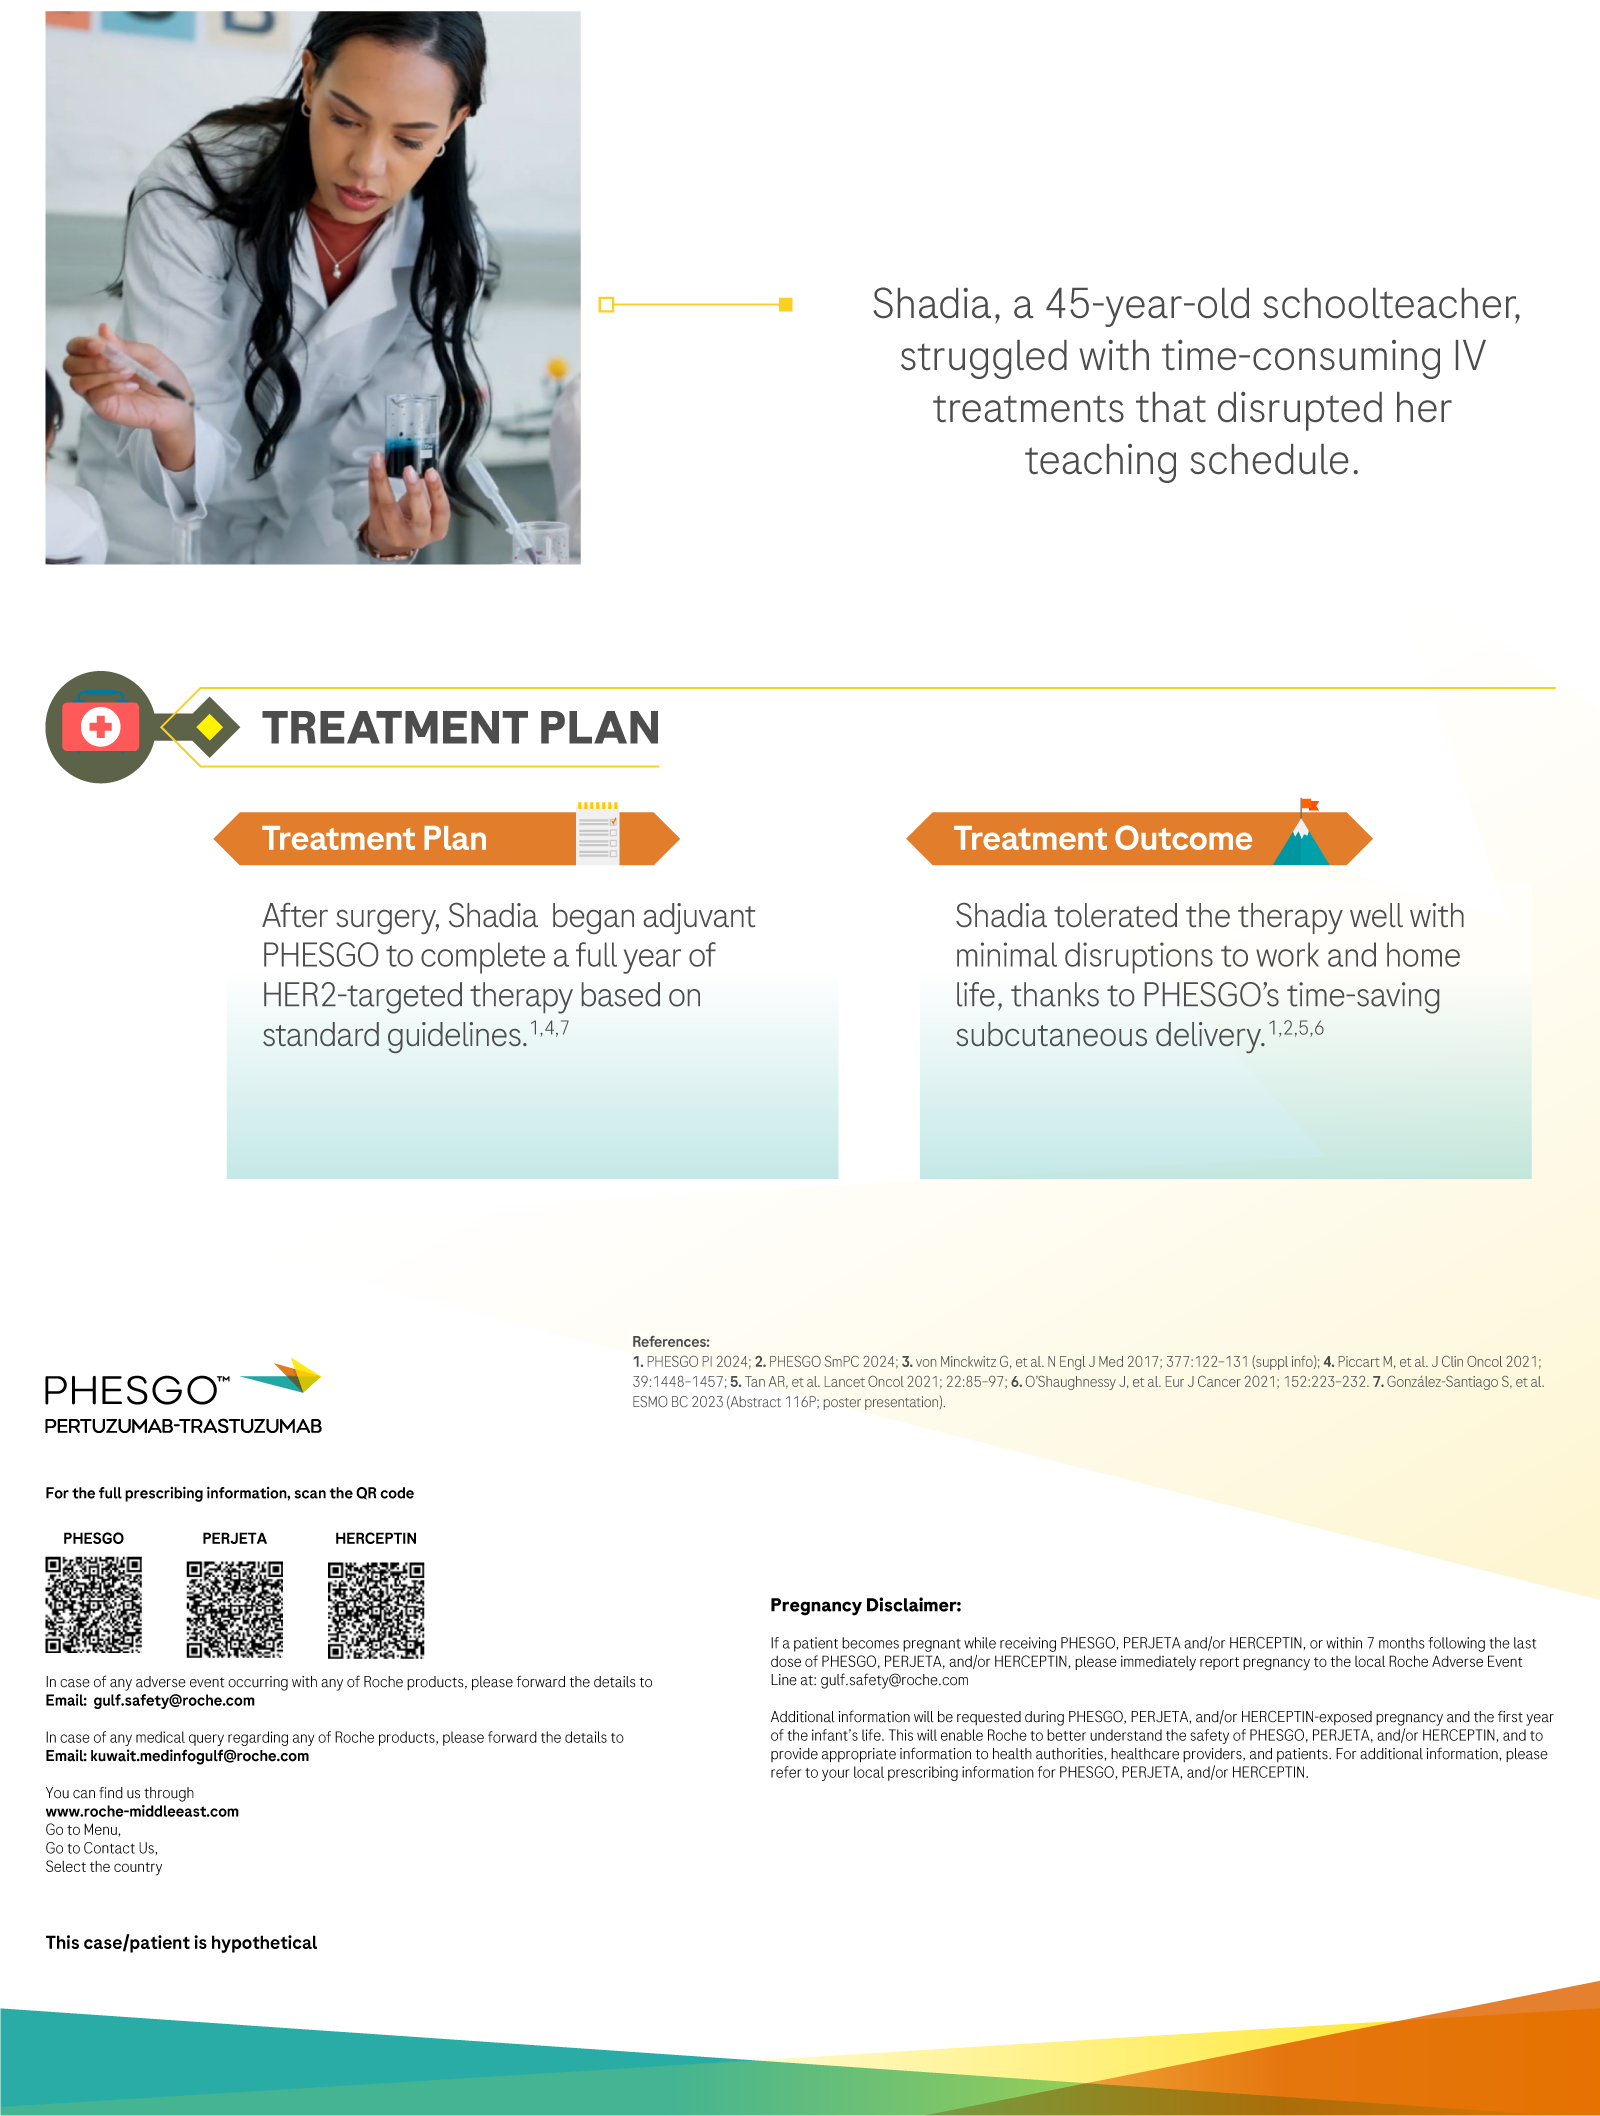 Shadia, a 45-year-old schoolteacher,
struggled with time-consuming IV
treatments that disrupted her
teaching schedule.
TREATMENT PLAN
Treatment Plan
After surgery, Shadia began adjuvant
PHESGO to complete a full year of
HER2-targeted therapy based on
standard guidelines.1,4,7
Treatment Outcome
Shadia tolerated the therapy well with
minimal disruptions to work and home
life, thanks to PHESGO’s time-saving
subcutaneous delivery.1,2,5,6
References:
1. PHESGO PI 2024; 2. PHESGO SmPC 2024; 3. von Minckwitz G, et al. N Engl J Med 2017; 377:122–131 (suppl info); 4. Piccart M, et al. J Clin Oncol 2021;
39:1448–1457; 5. Tan AR, et al. Lancet Oncol 2021; 22:85–97; 6. O’Shaughnessy J, et al. Eur J Cancer 2021; 152:223–232. 7. González-Santiago S, et al.
ESMO BC 2023 (Abstract 116P; poster presentation).
PHESGO™
PERTUZUMAB-TRASTUZUMAB
For the full prescribing information, scan the QR code
PHESGO PERJETA HERCEPTIN
In case of any adverse event occurring with any of Roche products, please forward the details to
Email: gulf.safety@roche.com
In case of any medical query regarding any of Roche products, please forward the details to
Email: kuwait.medinfogulf@roche.com
You can find us through
www.roche-middleeast.com
Go to Menu,
Go to Contact Us,
Select the country
Pregnancy Disclaimer:
If a patient becomes pregnant while receiving PHESGO, PERJETA and/or HERCEPTIN, or within 7 months following the last
dose of PHESGO, PERJETA, and/or HERCEPTIN, please immediately report pregnancy to the local Roche Adverse Event
Line at: gulf.safety@roche.com
Additional information will be requested during PHESGO, PERJETA, and/or HERCEPTIN-exposed pregnancy and the first year
of the infant’s life. This will enable Roche to better understand the safety of PHESGO, PERJETA, and/or HERCEPTIN, and to
provide appropriate information to health authorities, healthcare providers, and patients. For additional information, please
refer to your local prescribing information for PHESGO, PERJETA, and/or HERCEPTIN.
This case/patient is hypothetical